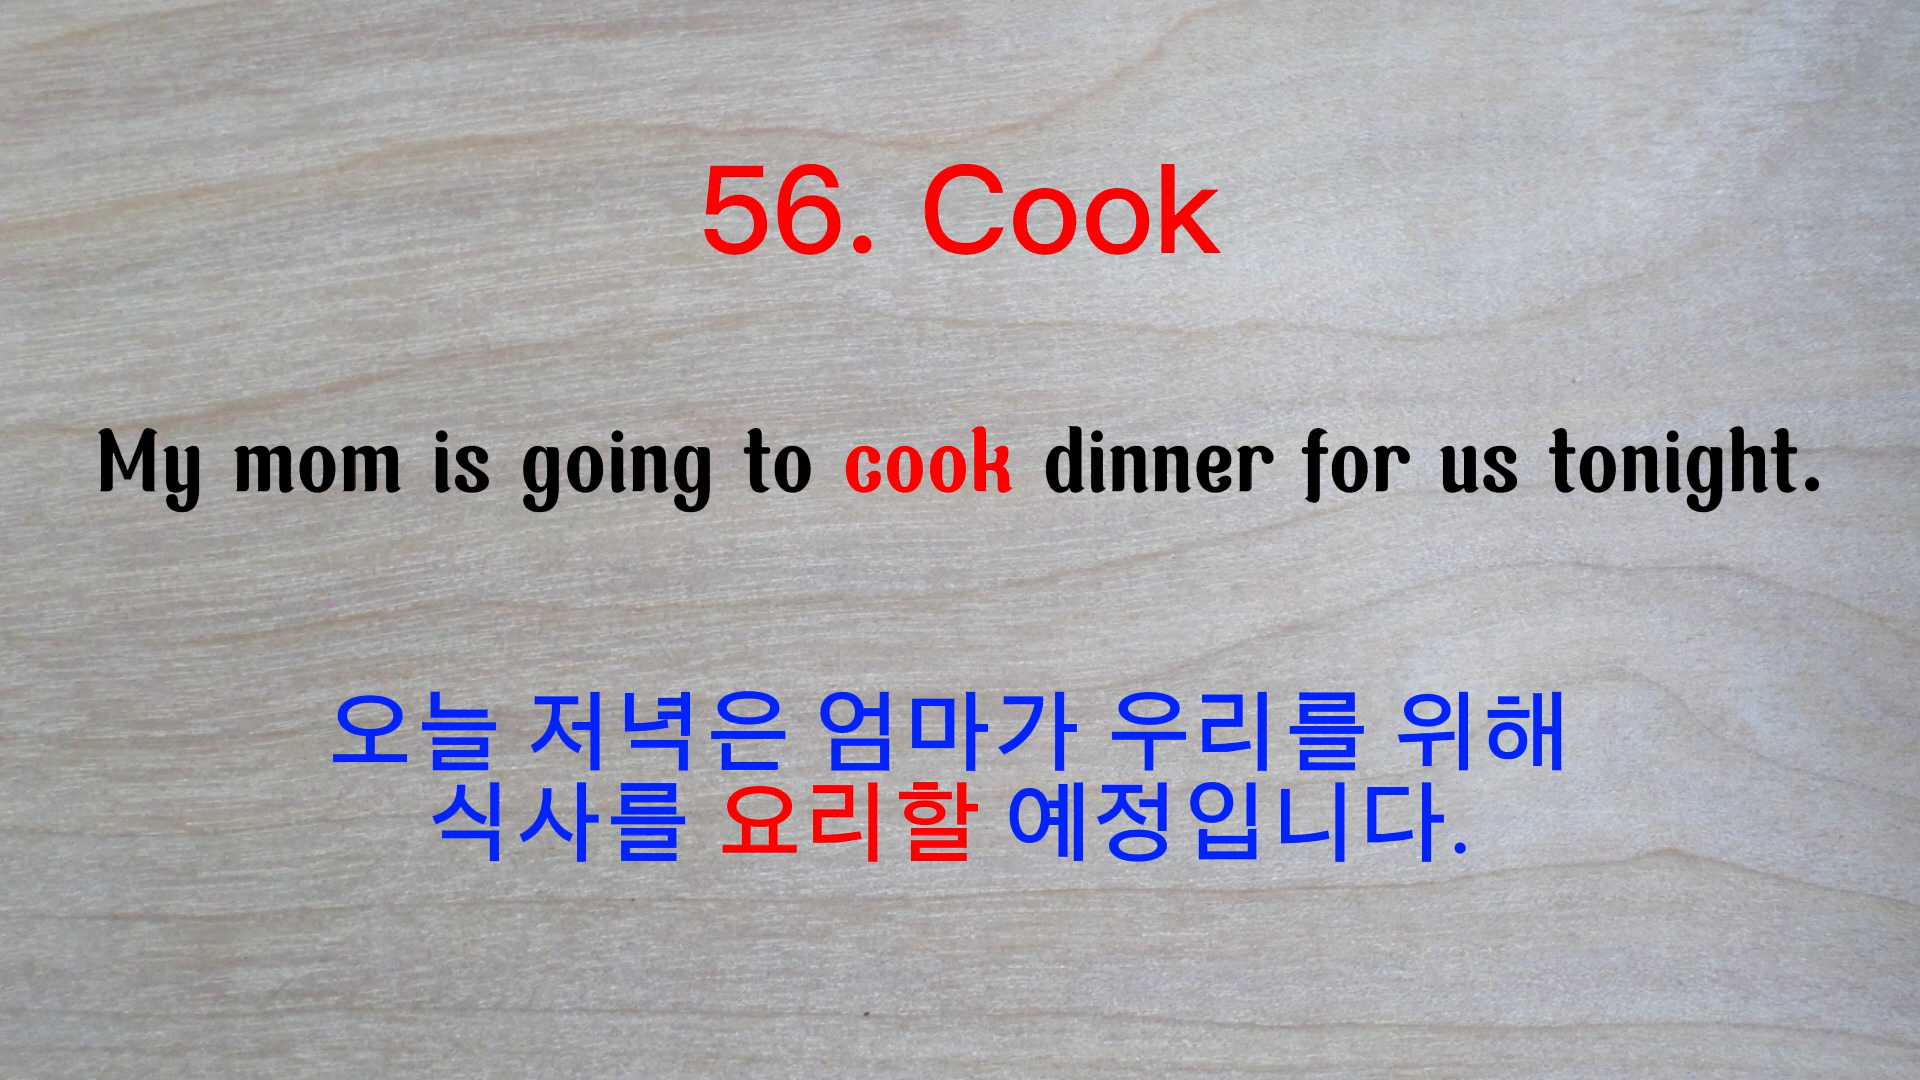 56. Cook
My mom is going to cook dinner for us tonight.
오늘 저녁은 엄마가 우리를 위해
식사를 요리할 예정입니다.